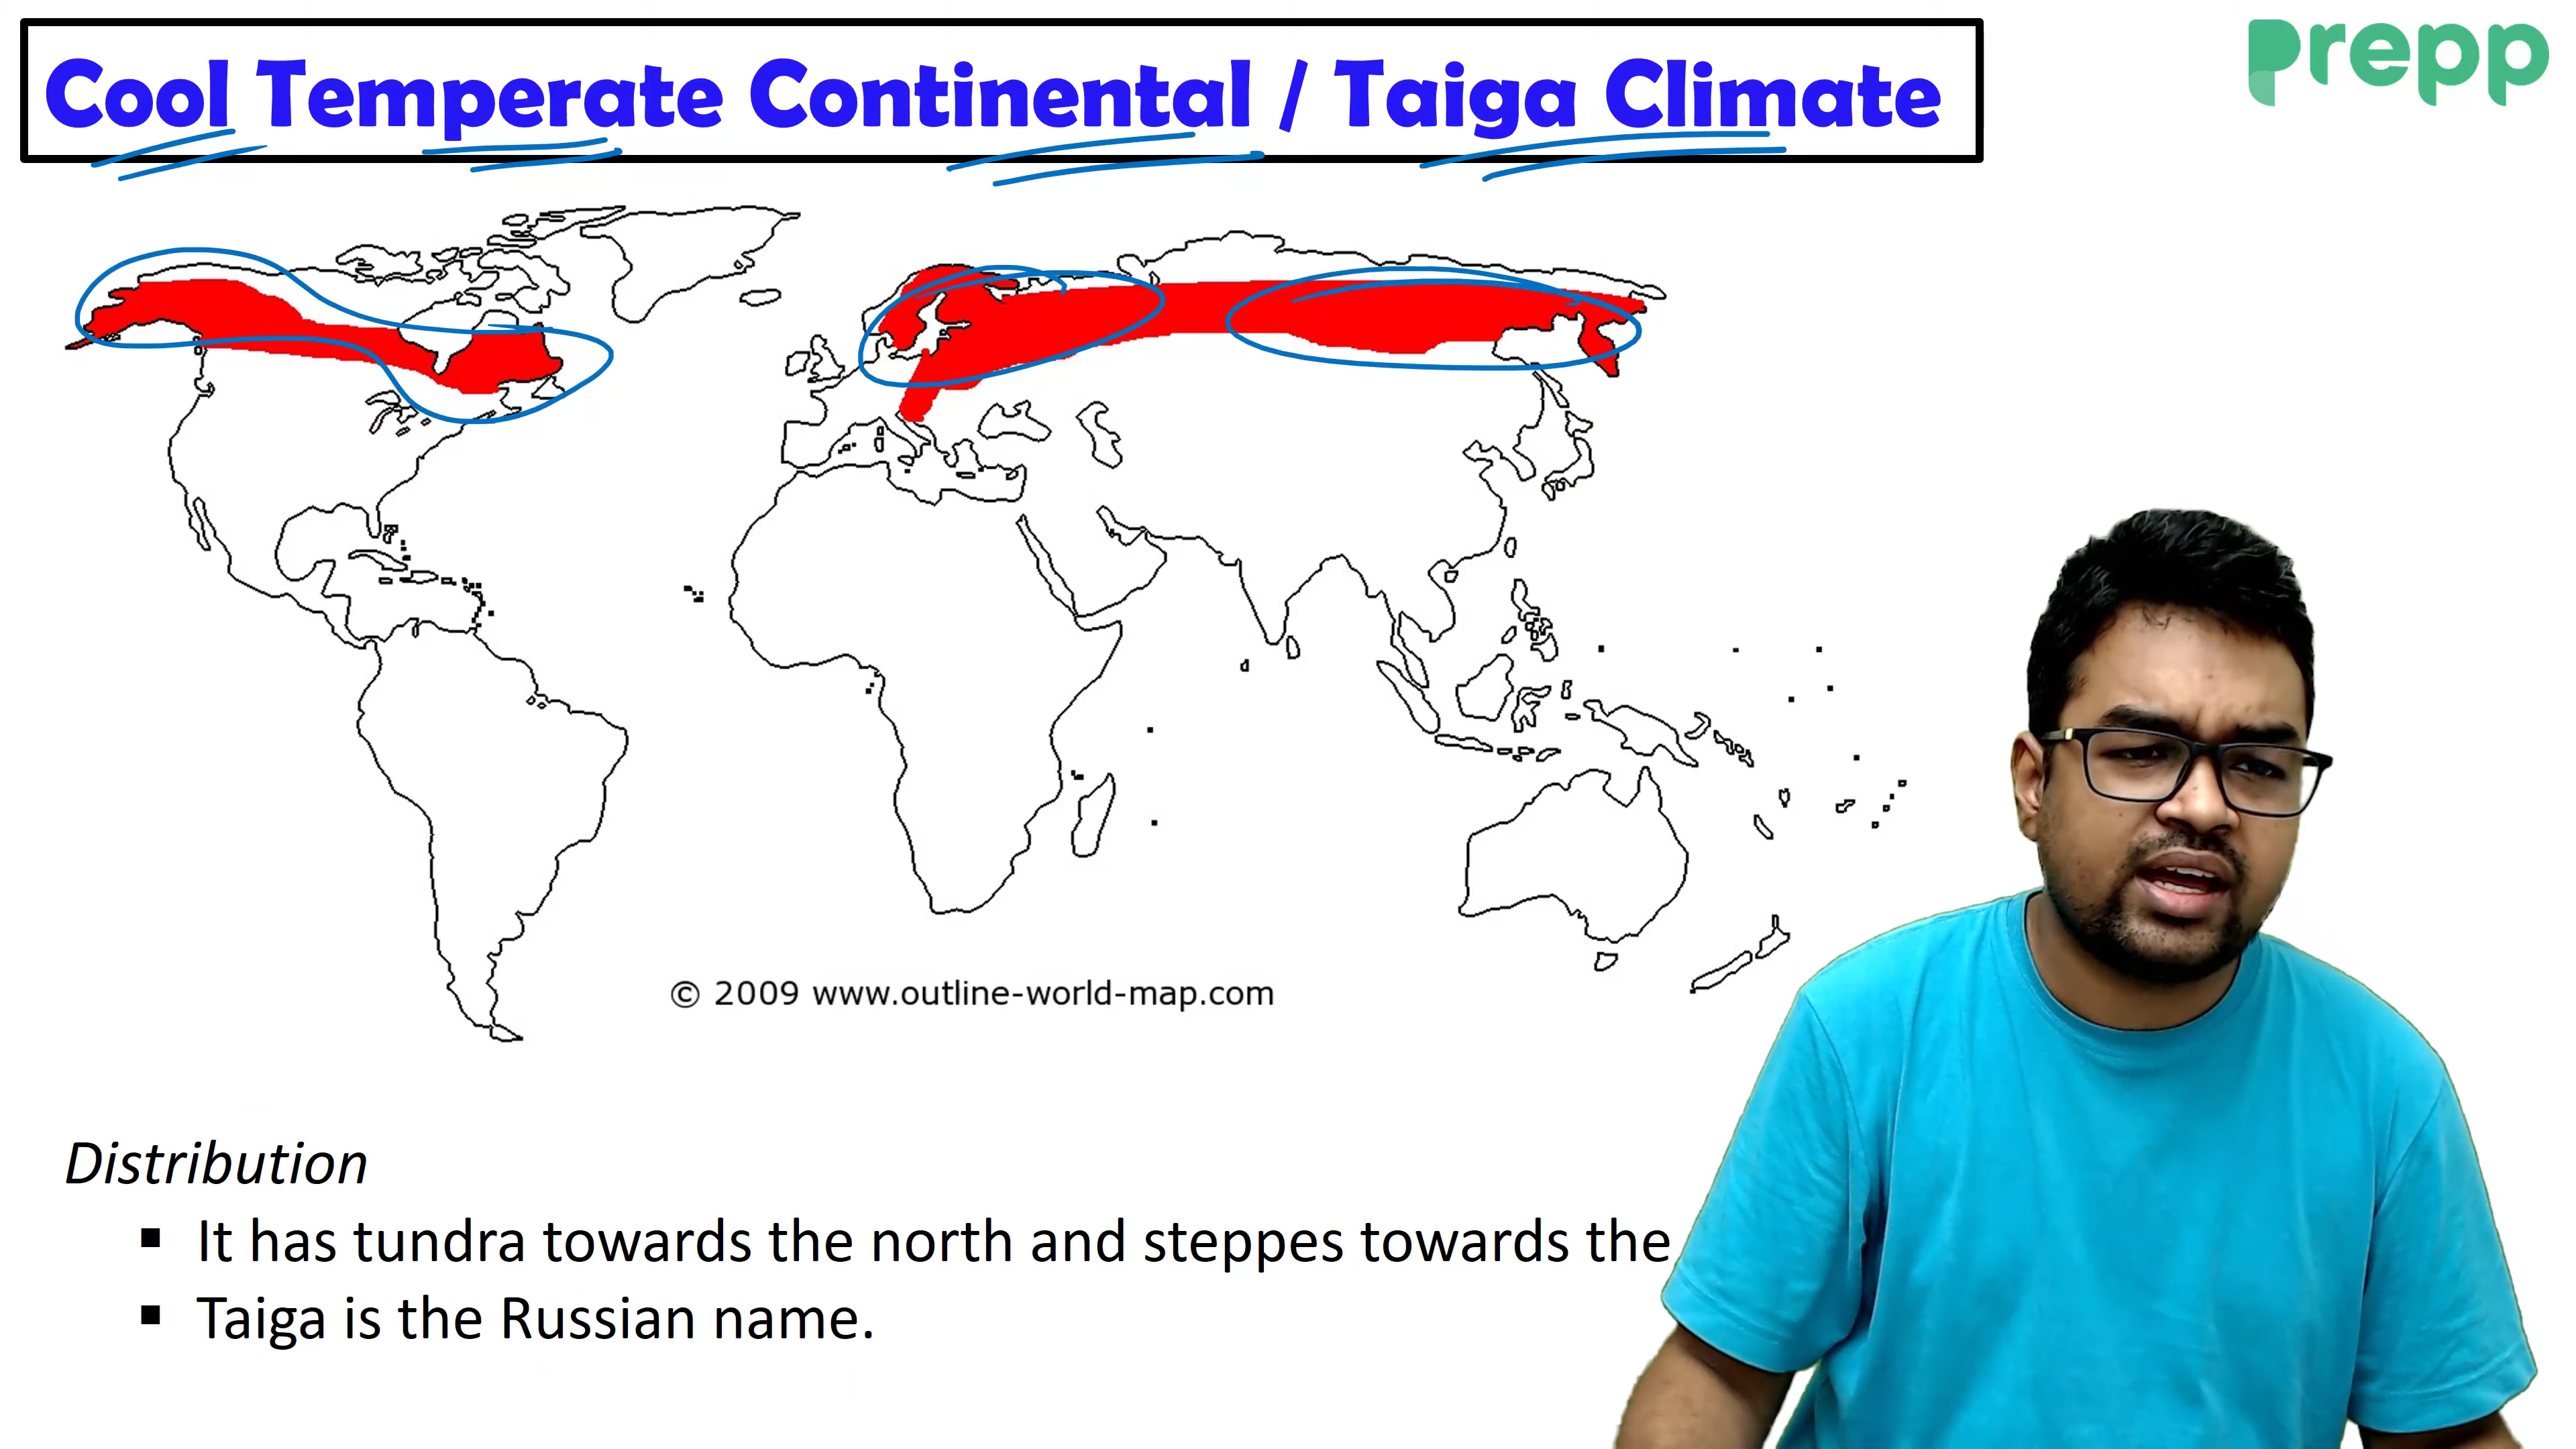 Cool Temperate Continental / Taiga Climate
prepp
© 2009 www.outline-world-map.com
Distribution
▪ It has tundra towards the north and steppes towards the
▪ Taiga is the Russian name.